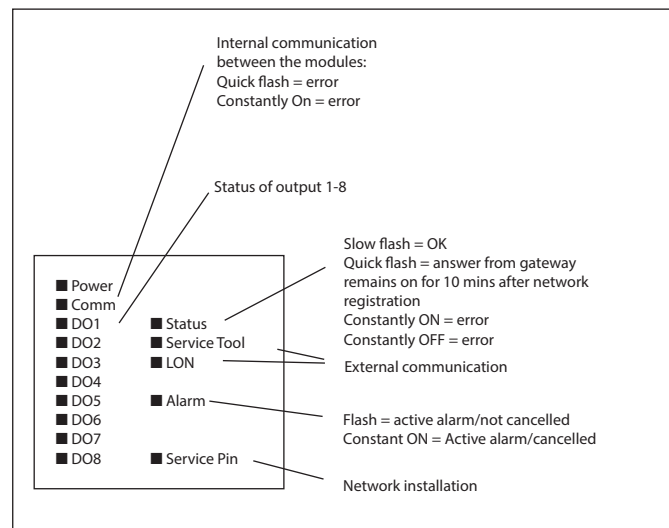 Internal communication
between the modules:
Quick flash = error
Constantly On = error
Status of output 1-8
Slow flash = OK
Quick flash = answer from gateway
remains on for 10 mins after network
registration
Constantly ON = error
Constantly OFF = error
External communication
Flash = active alarm/not cancelled
Constant ON = Active alarm/cancelled
Network installation
Power
Comm
DO1
DO2
DO3
DO4
DO5
DO6
DO7
DO8
Status
Service Tool
LON
Alarm
Service Pin